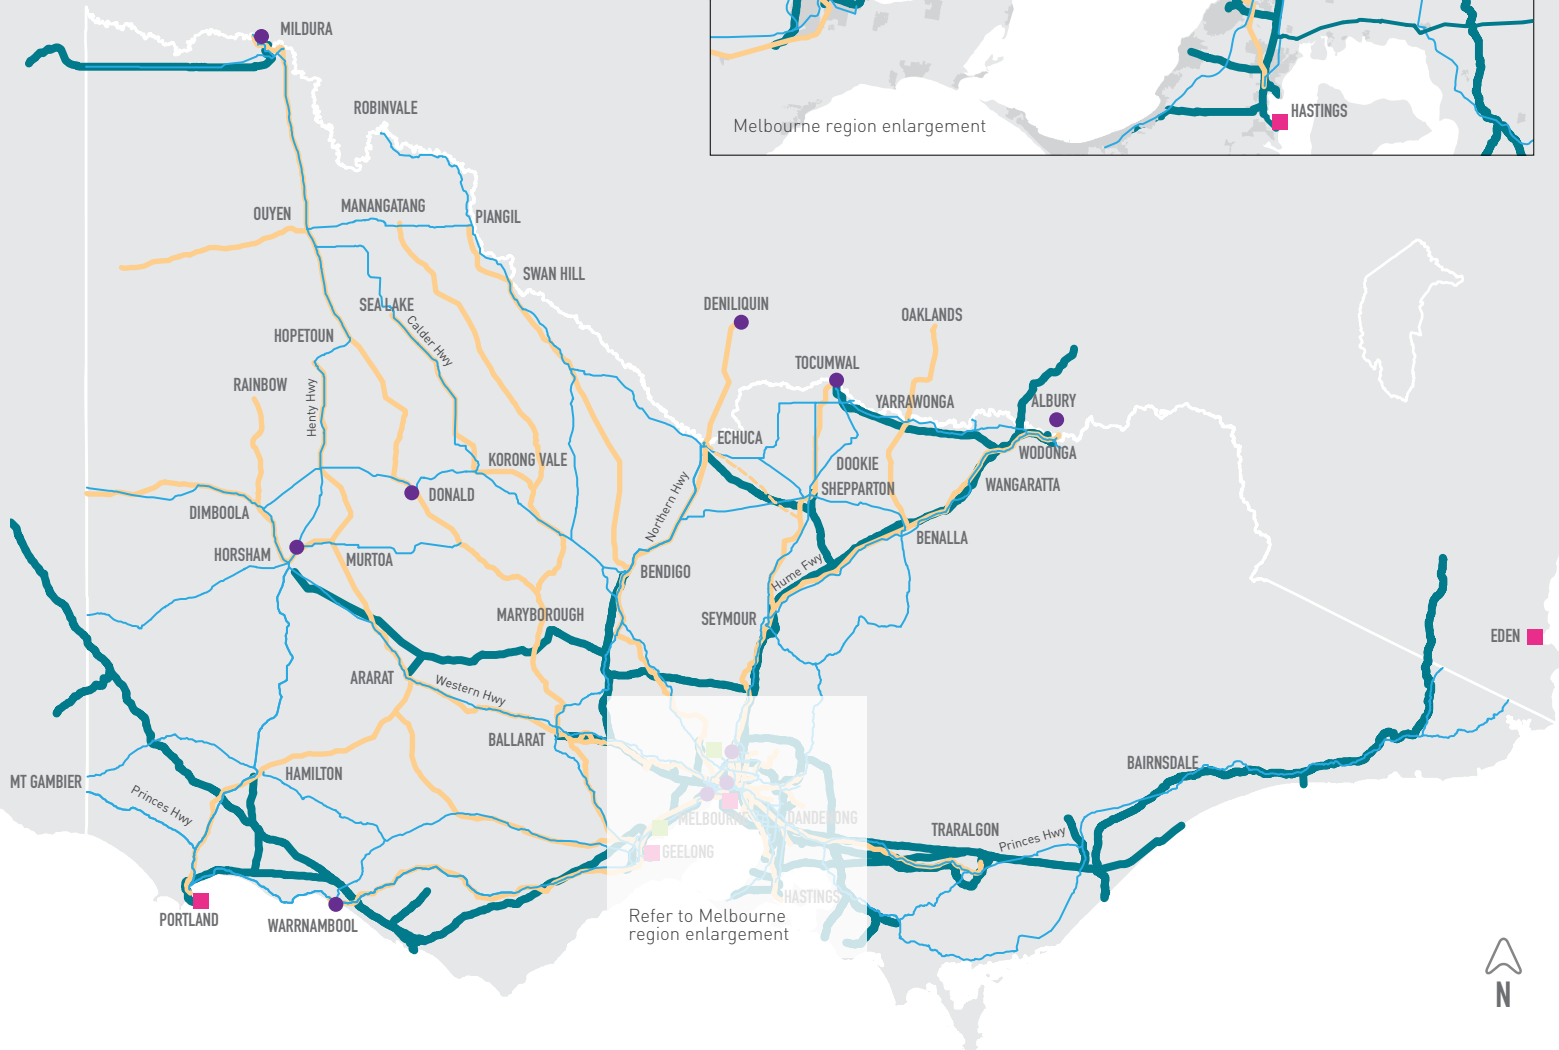 MILDURA
ROBINVALE
HASTINGS
Melbourne region enlargement
OUYEN
MANANGATANG
PIANGIL
SWAN HILL
SEA LAKE
DENILIQUIN
OAKLANDS
HOPETOUN
Calder Hwy
TOCUMWAL
RAINBOW
Henty Hwy
YARRAWONGA
ALBURY
ECHUCA
WODONGA
KORONG VALE
DOOKIE
DONALD
SHEPPARTON
WANGARATTA
DIMBOOLA
Northern Hwy
BENALLA
HORSHAM
MURTOA
BENDIGO
Hume Fwy
MARYBOROUGH
SEYMOUR
EDEN
ARARAT
Western Hwy
BALLARAT
BAIRNSDALE
HAMILTON
MT GAMBIER
Princes Hwy
MELBOURNE
DANDENONG
TRARALGON
Princes Hwy
GEELONG
HASTINGS
PORTLAND
WARRNAMBOOL
Refer to Melbourne
region enlargement
N